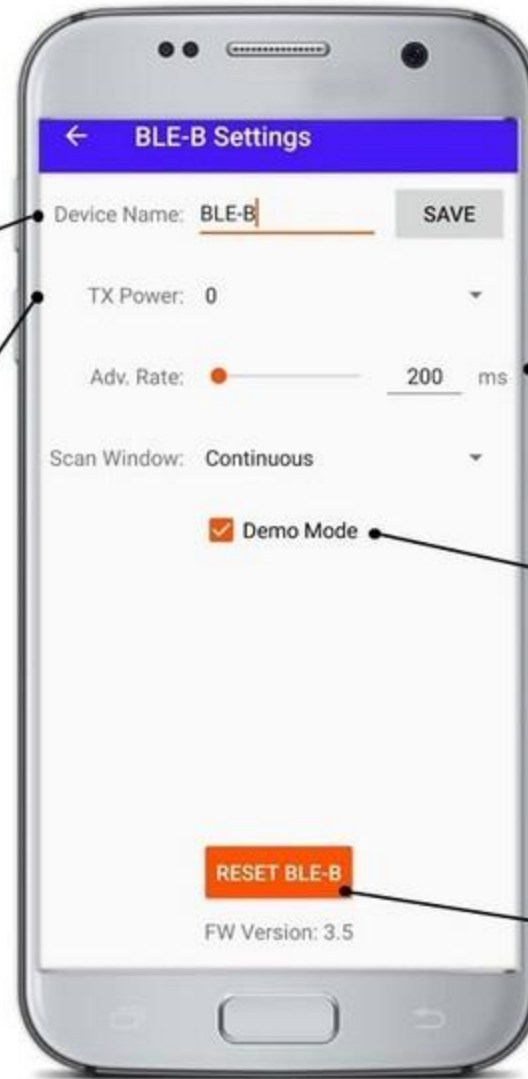 BLE-B Settings
Device Name: BLE-B SAVE
TX Power: 0
Adv. Rate: 200 ms
Scan Window: Continuous
Demo Mode
RESET BLE-B
FW Version: 3.5